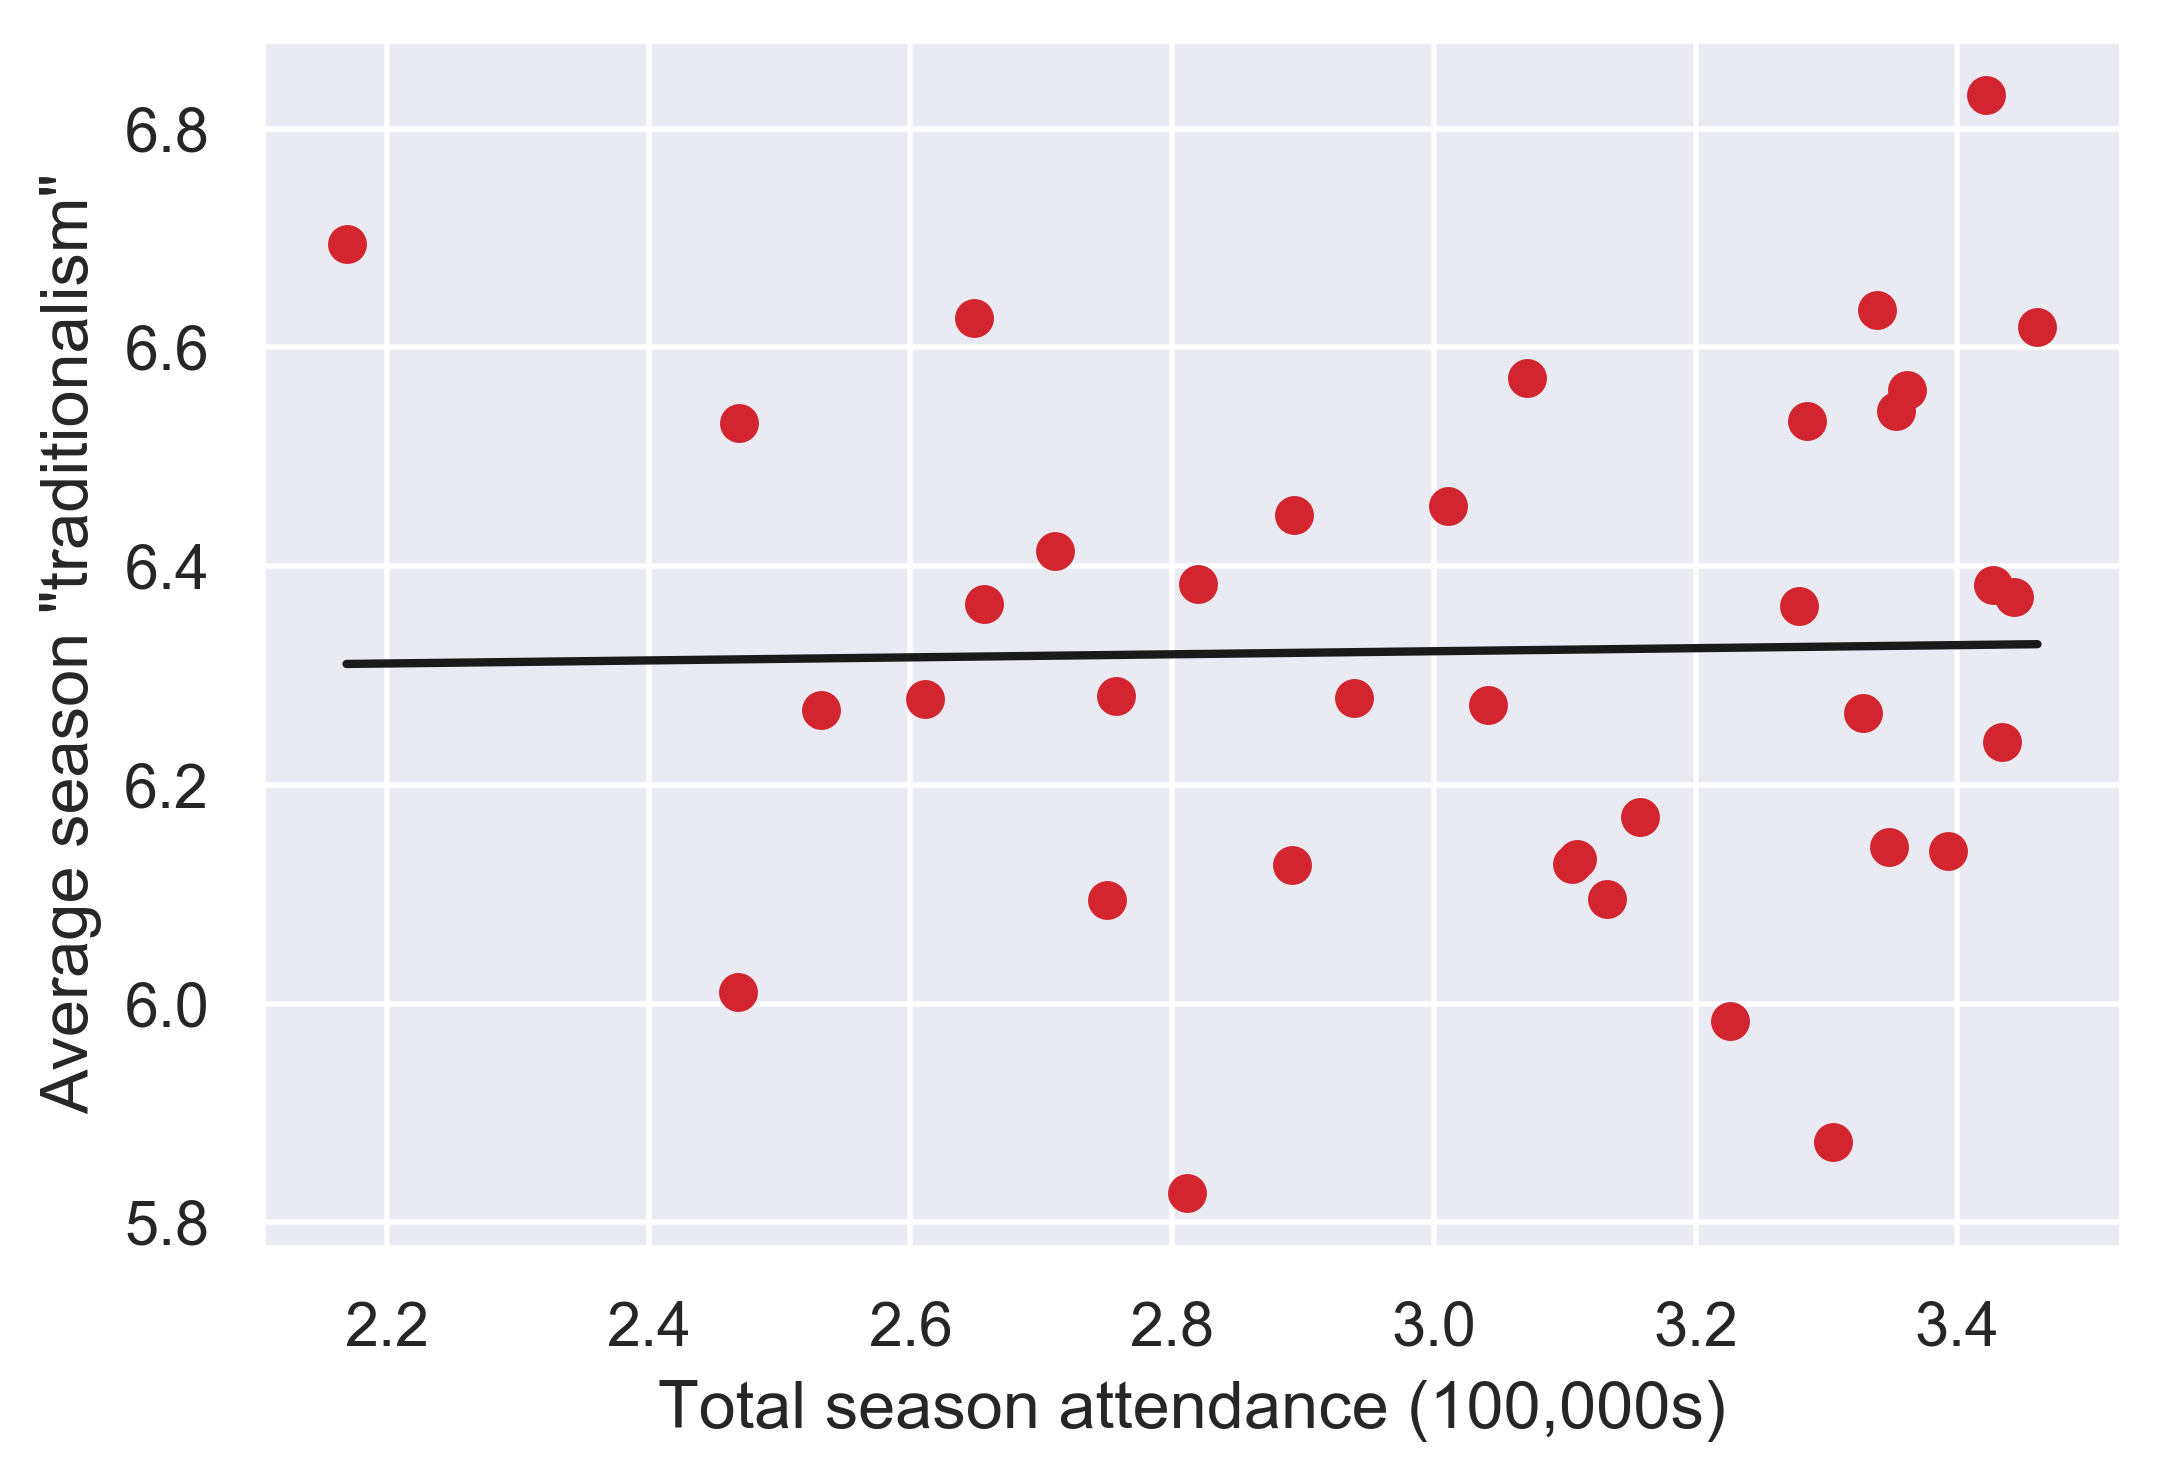 Average season "traditionalism"
6.8
6.6
6.4
6.2
6.0
5.8
2.2 2.4 2.6 2.8 3.0 3.2 3.4
Total season attendance (100,000s)